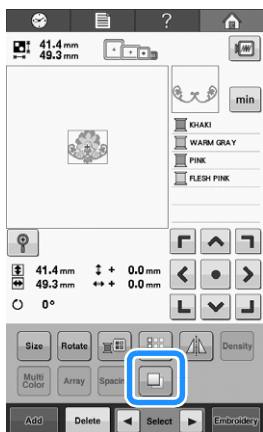 ?
41.4 mm
49.3 mm
min
KHAKI
WARM GRAY
PINK
FLESH PINK
41.4 mm + 0.0 mm
49.3 mm + 0.0 mm
0°
Size Rotate Density
Multi Color Array Spacin
Add Delete Select Embroidery